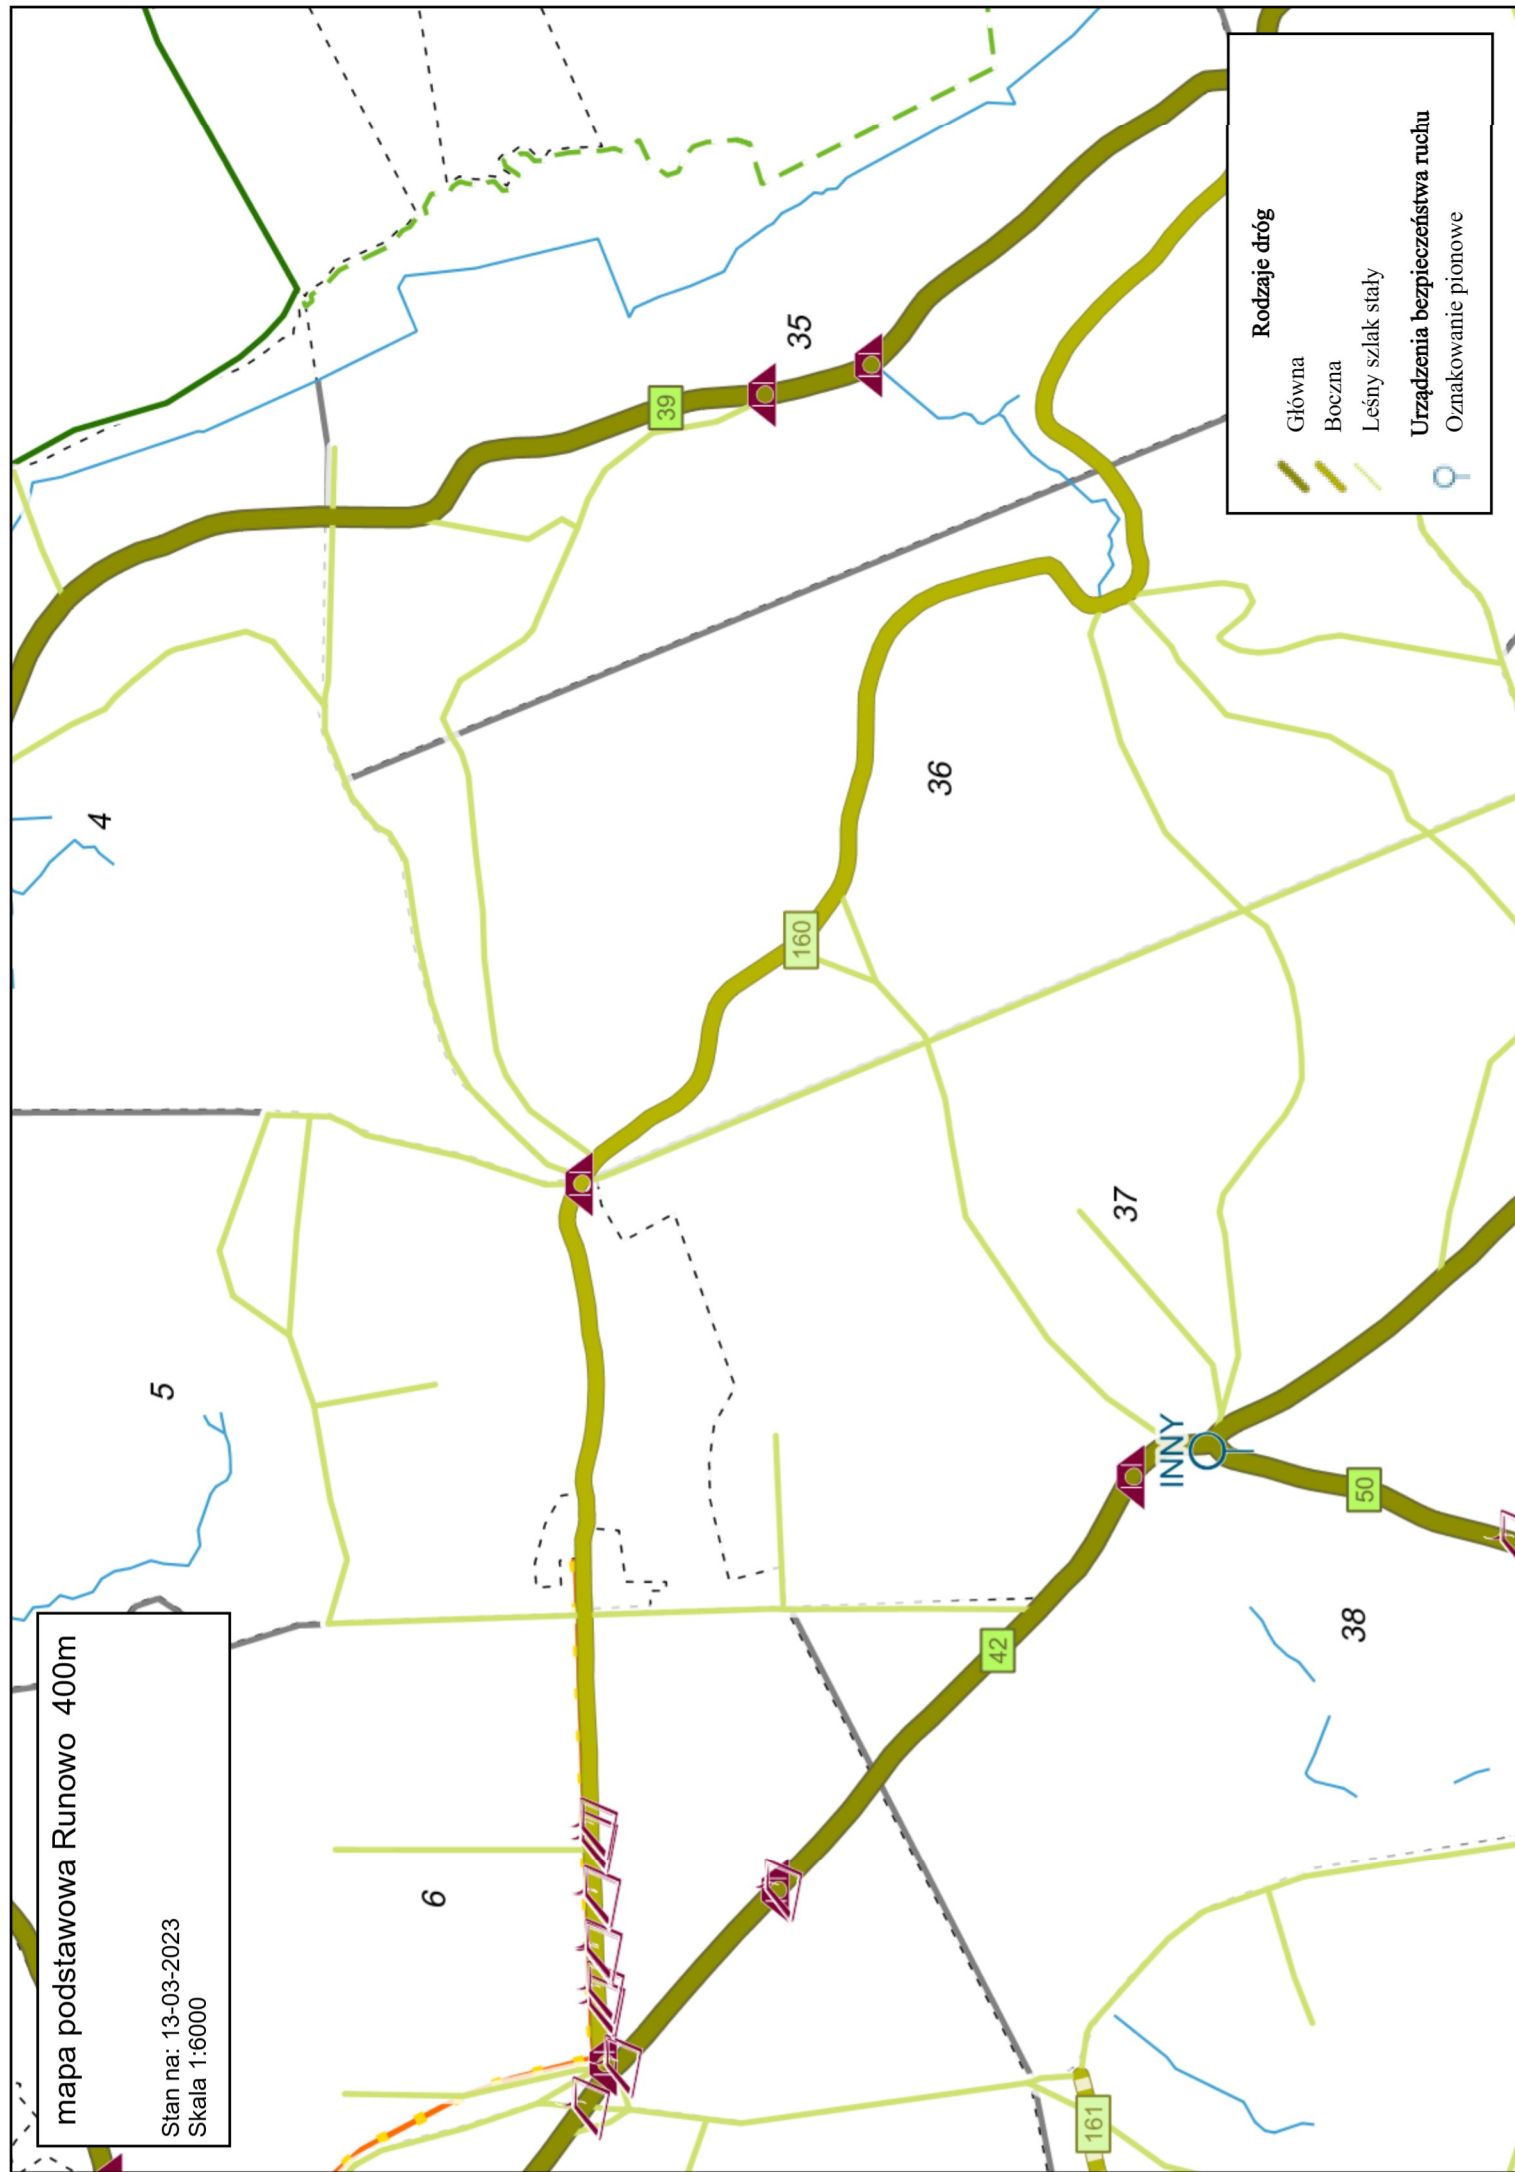 mapa podstawowa Runowo 400m
Stan na: 13-03-2023
Skala 1:6000
4
5
6
35
36
37
38
39
160
42
50
161
INNY
Rodzaje dróg
Główna
Boczna
Leśny szlak stały
Urządzenia bezpieczeństwa ruchu
Oznakowanie pionowe